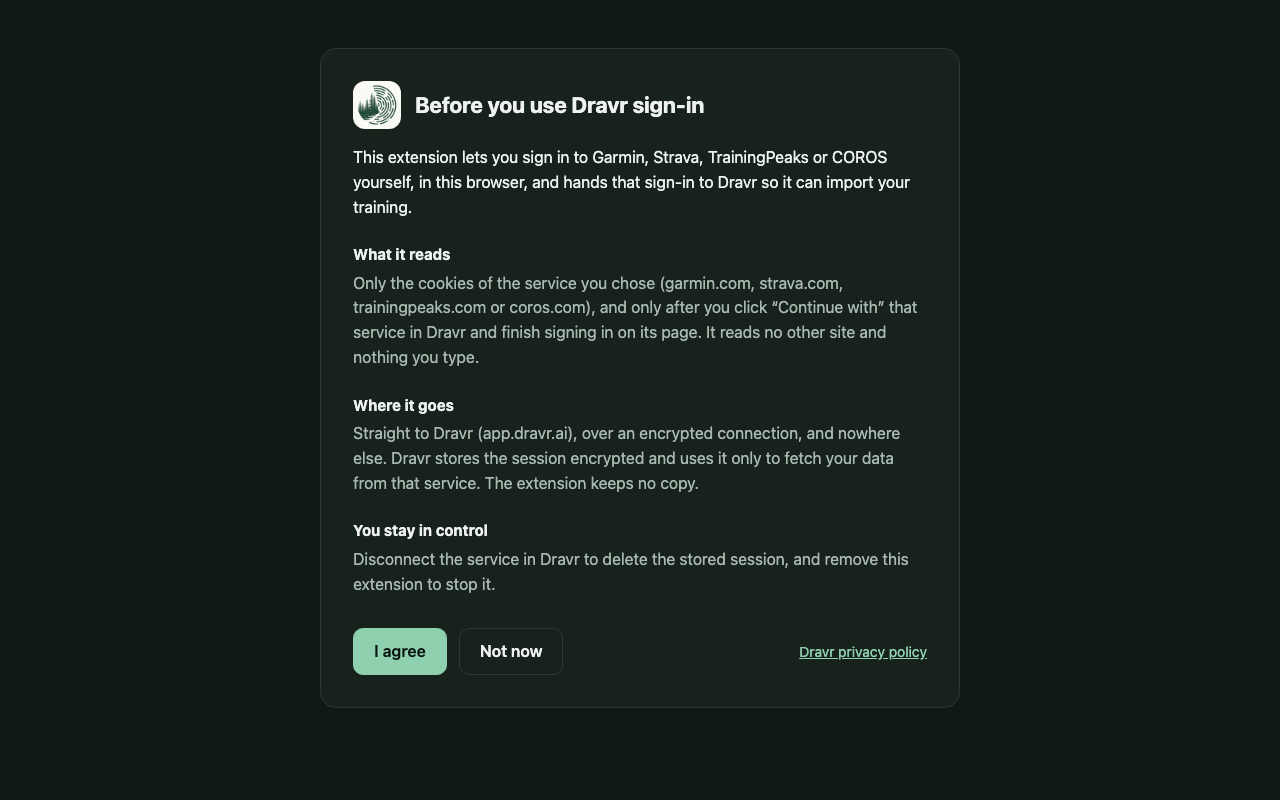 Before you use Dravr sign-in
This extension lets you sign in to Garmin, Strava, TrainingPeaks or COROS
yourself, in this browser, and hands that sign-in to Dravr so it can import your
training.
What it reads
Only the cookies of the service you chose (garmin.com, strava.com,
trainingpeaks.com or coros.com), and only after you click “Continue with” that
service in Dravr and finish signing in on its page. It reads no other site and
nothing you type.
Where it goes
Straight to Dravr (app.dravr.ai), over an encrypted connection, and nowhere
else. Dravr stores the session encrypted and uses it only to fetch your data
from that service. The extension keeps no copy.
You stay in control
Disconnect the service in Dravr to delete the stored session, and remove this
extension to stop it.
I agree
Not now
Dravr privacy policy